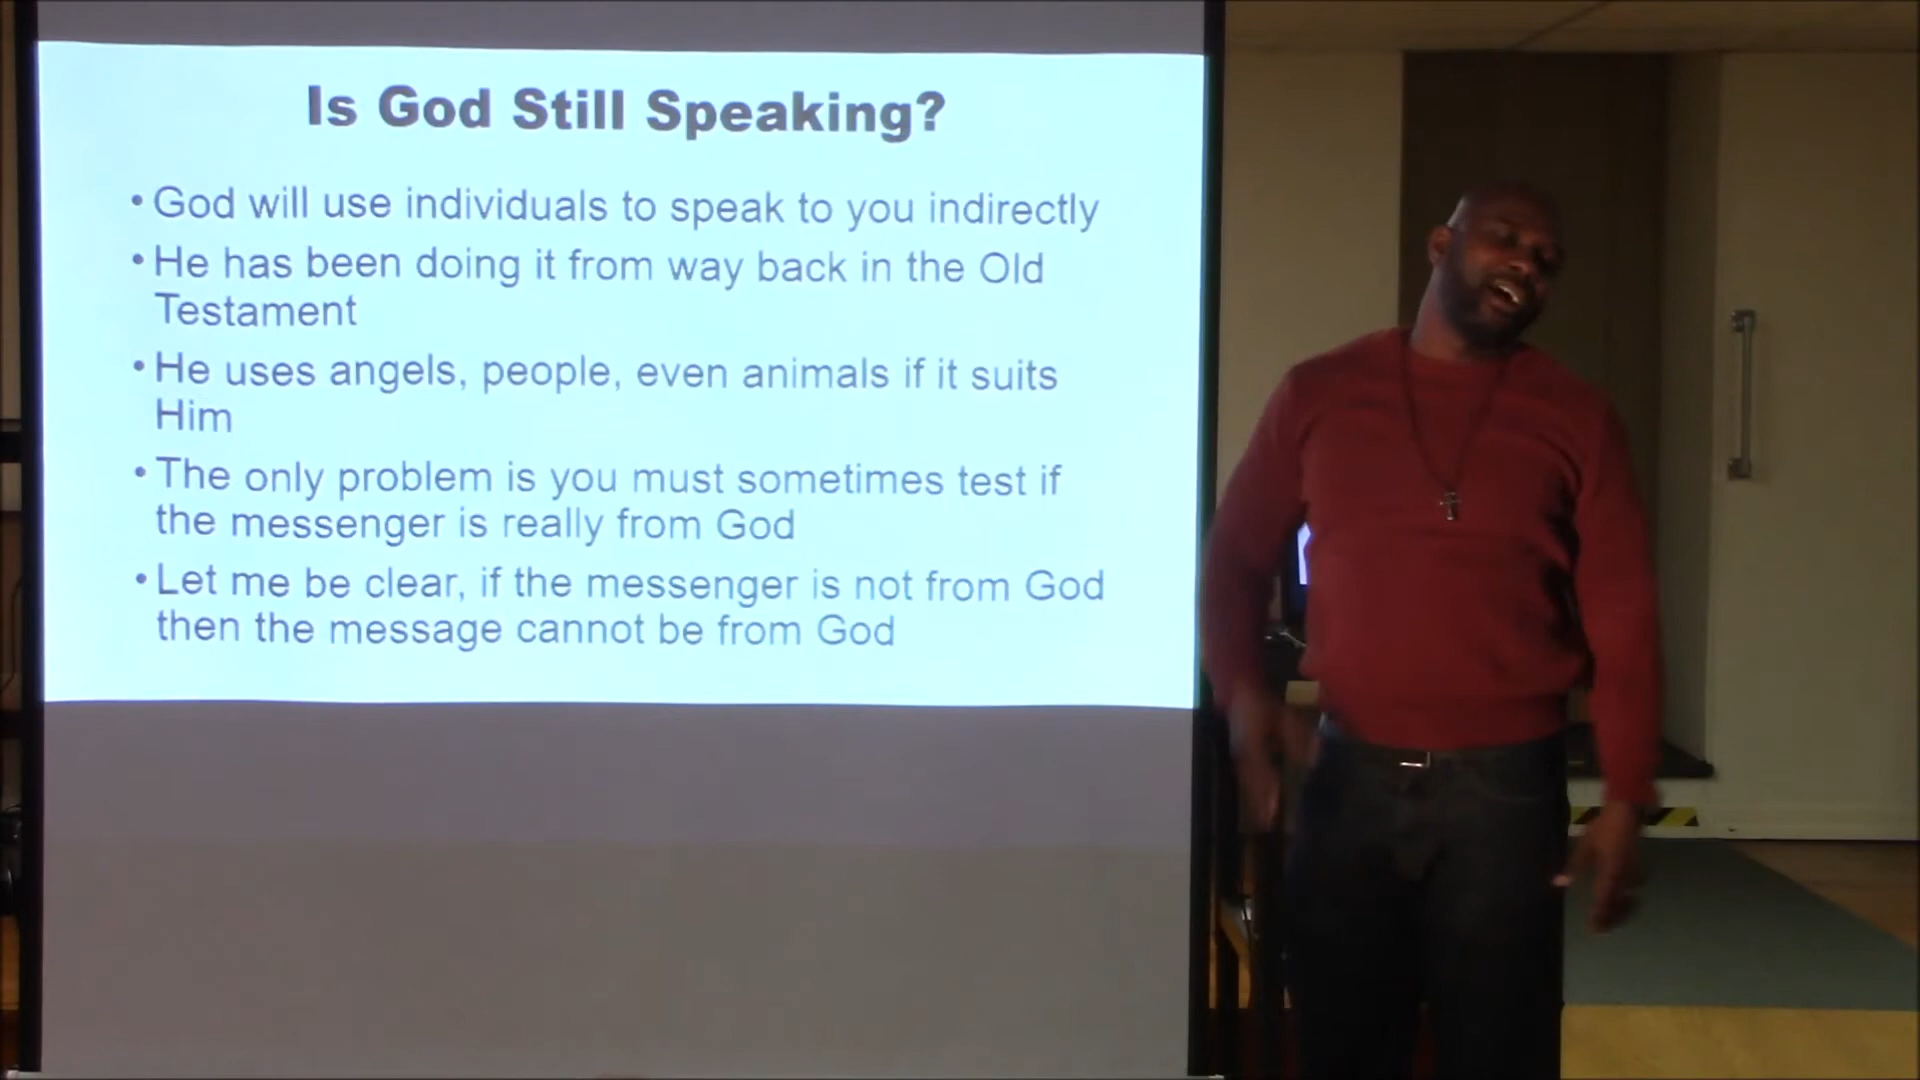 Is God Still Speaking?
• God will use individuals to speak to you indirectly
• He has been doing it from way back in the Old
Testament
• He uses angels, people, even animals if it suits
Him
• The only problem is you must sometimes test if
the messenger is really from God
• Let me be clear, if the messenger is not from God
then the message cannot be from God